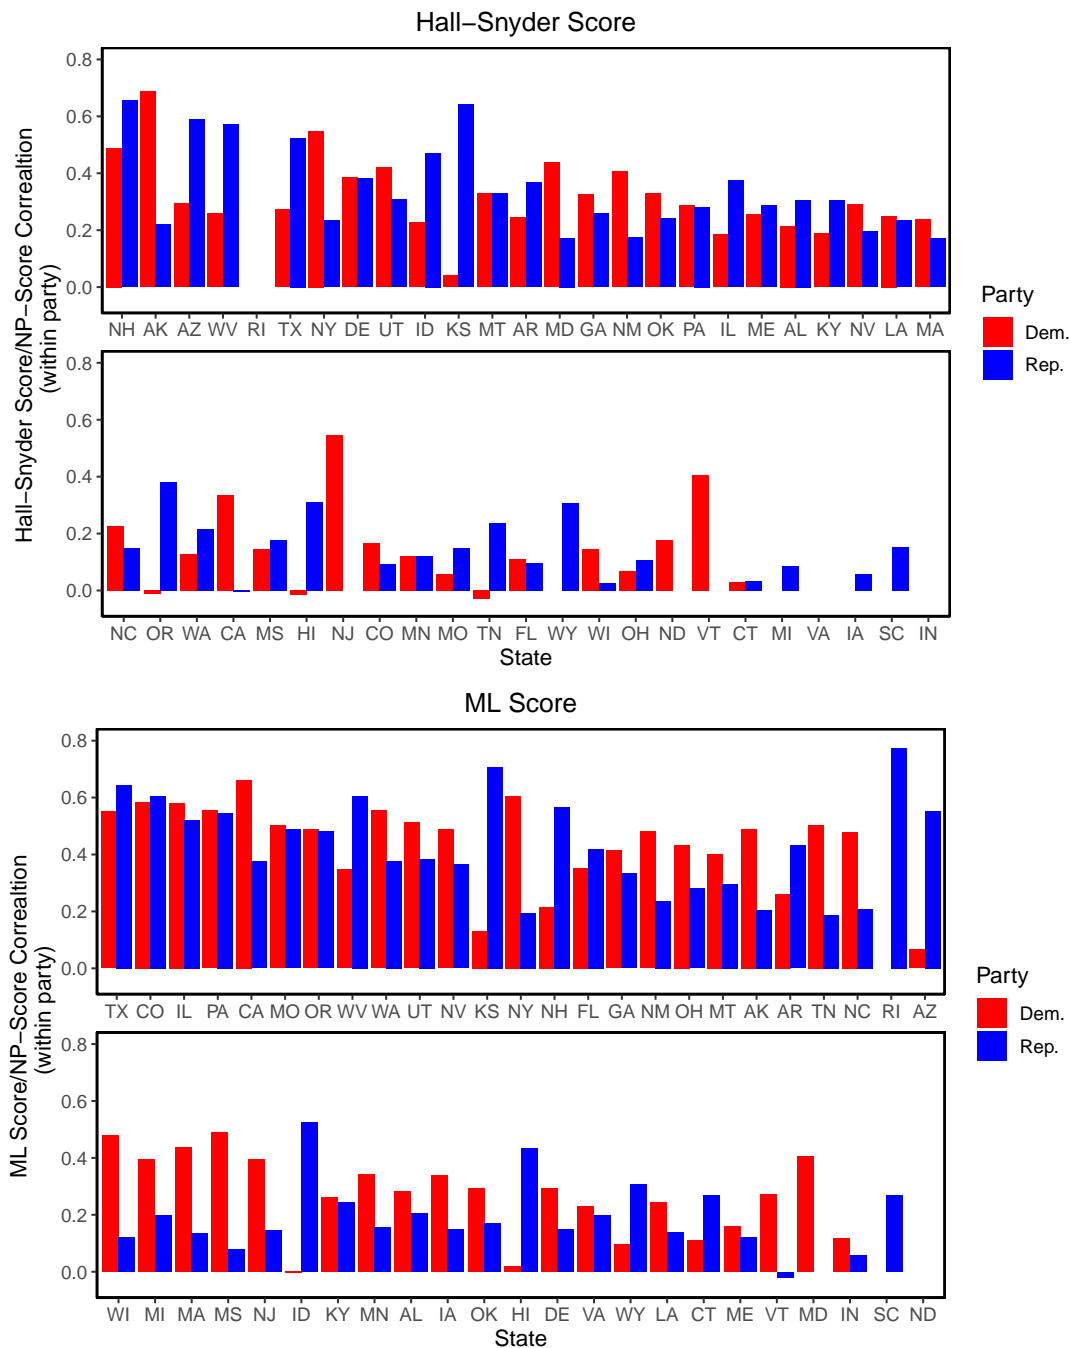 Hall−Snyder Score
Hall−Snyder Score/NP−Score Correaltion
(within party)
0.8
0.6
0.4
0.2
0.0
NH AK AZ WV RI TX NY DE UT ID KS MT AR MD GA NM OK PA IL ME AL KY NV LA MA
0.8
0.6
0.4
0.2
0.0
NC OR WA CA MS HI NJ CO MN MO TN FL WY WI OH ND VT CT MI VA IA SC IN
State
Party
Dem.
Rep.
ML Score
ML Score/NP−Score Correaltion
(within party)
0.8
0.6
0.4
0.2
0.0
TX CO IL PA CA MO OR WV WA UT NV KS NY NH FL GA NM OH MT AK AR TN NC RI AZ
0.8
0.6
0.4
0.2
0.0
WI MI MA MS NJ ID KY MN AL IA OK HI DE VA WY LA CT ME VT MD IN SC ND
State
Party
Dem.
Rep.